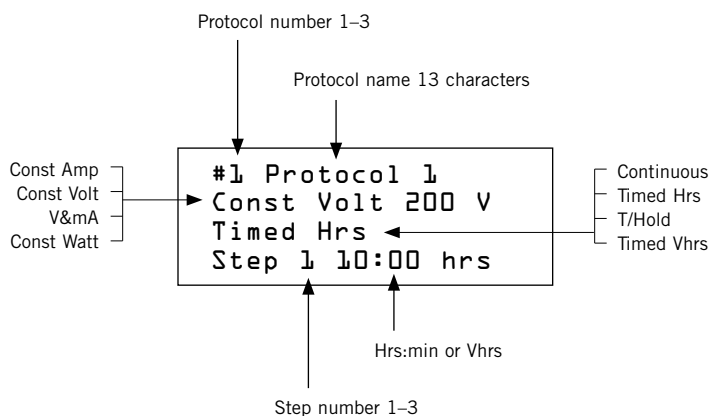 Protocol number 1–3
Protocol name 13 characters
Const Amp
Const Volt
V&mA
Const Watt
#1 Protocol 1
Const Volt 200 V
Timed Hrs
Step 1 10:00 hrs
Continuous
Timed Hrs
T/Hold
Timed Vhrs
Hrs:min or Vhrs
Step number 1–3